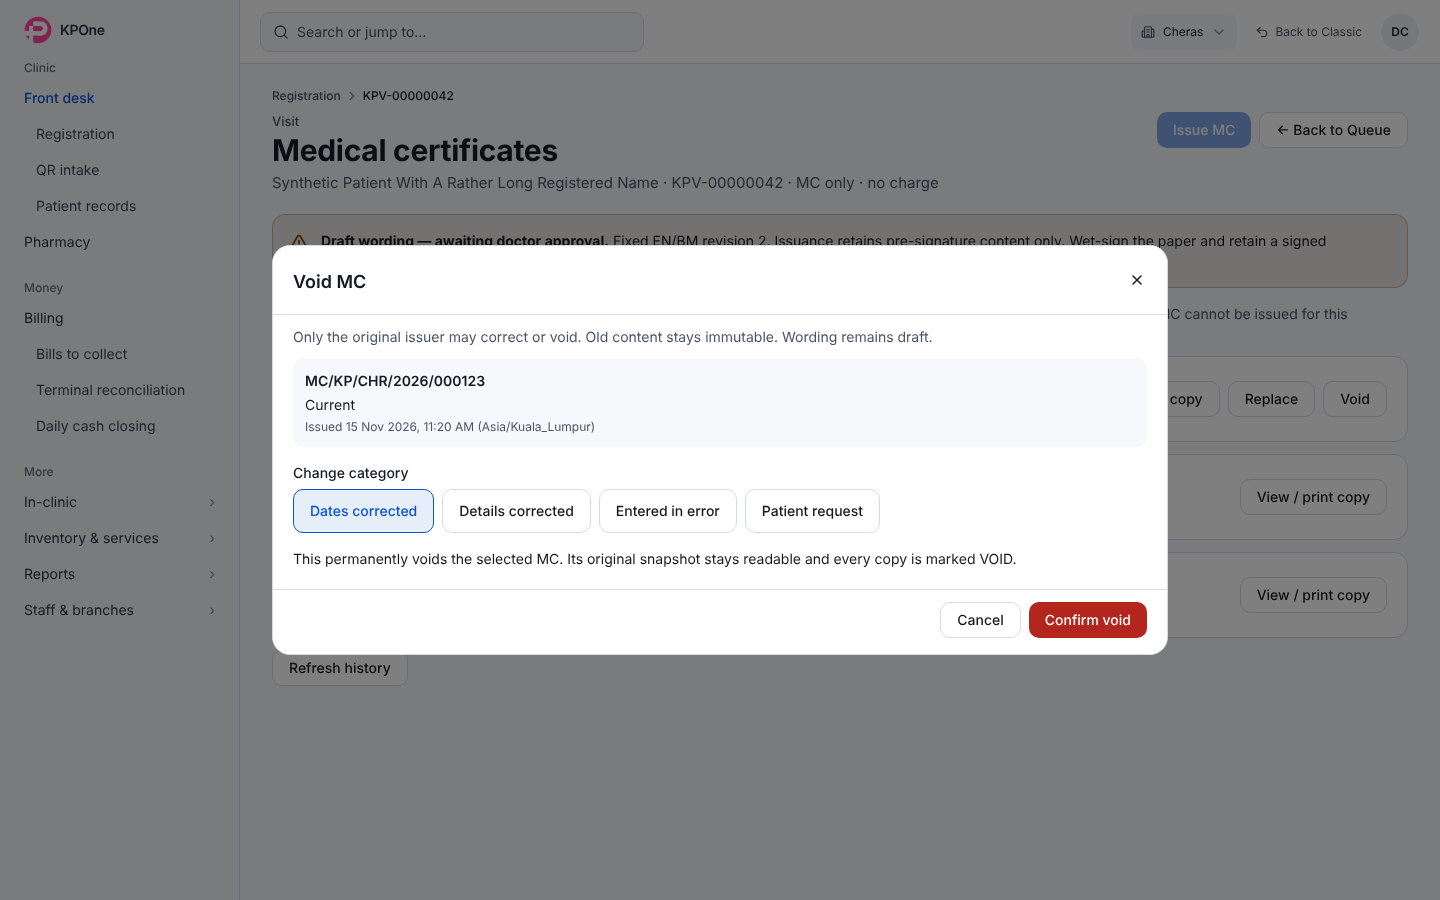 KPOne
Search or jump to...
Cheras
Back to Classic
DC
Clinic
Front desk
Registration
QR intake
Patient records
Pharmacy
Money
Billing
Bills to collect
Terminal reconciliation
Daily cash closing
More
In-clinic
Inventory & services
Reports
Staff & branches
Registration > KPV-00000042
Visit
Medical certificates
Synthetic Patient With A Rather Long Registered Name · KPV-00000042 · MC only · no charge
Issue MC
← Back to Queue
Draft wording — awaiting doctor approval. Fixed EN/BM revision 2. Issuance retains pre-signature content only. Wet-sign the paper and retain a signed
cannot be issued for this
Void MC
Only the original issuer may correct or void. Old content stays immutable. Wording remains draft.
MC/KP/CHR/2026/000123
Current
Issued 15 Nov 2026, 11:20 AM (Asia/Kuala_Lumpur)
Change category
Dates corrected
Details corrected
Entered in error
Patient request
This permanently voids the selected MC. Its original snapshot stays readable and every copy is marked VOID.
Cancel
Confirm void
copy
Replace
Void
View / print copy
View / print copy
Refresh history